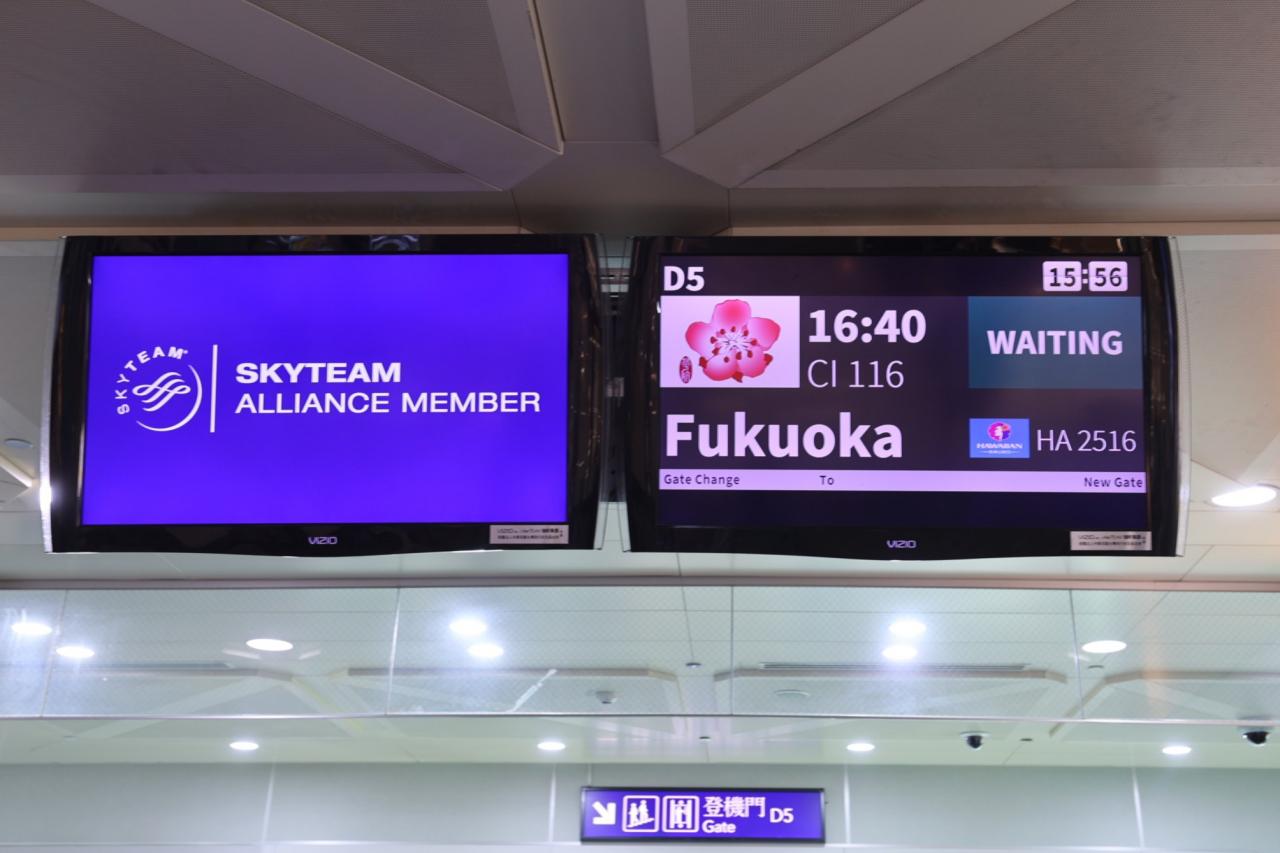 SKYTEAM
SKYTEAM
ALLIANCE MEMBER
VIZIO
D5
15:56
16:40
CI 116
WAITING
Fukuoka
HAWAIIAN
HA 2516
Gate Change To New Gate
VIZIO
登機門 D5
Gate